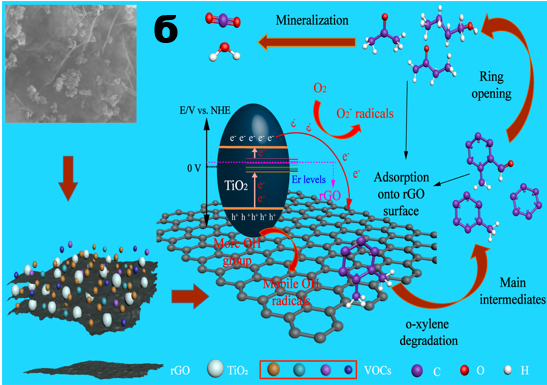 б
Mineralization
Ring
opening
O₂
O₂⁻ radicals
E/V vs. NHE
e⁻ e⁻ e⁻ e⁻
e⁻
e⁻
e⁻
e⁻
e⁻
0 V
Er levels
TiO₂
rGO
e⁻
e⁻
h⁺ h⁺ h⁺ h⁺ h⁺
Adsorption
onto rGO
surface
More OH
group
Mobile OH
radicals
Main
intermediates
o-xylene
degradation
rGO
TiO₂
VOCs
C
O
H